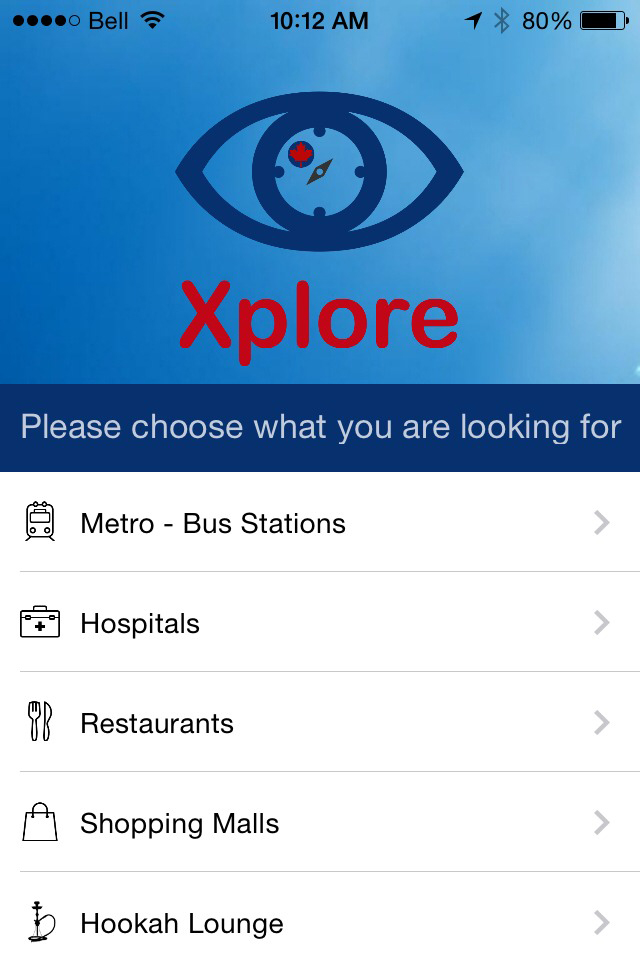 Bell 10:12 AM 80%
Xplore
Please choose what you are looking for
Metro - Bus Stations
Hospitals
Restaurants
Shopping Malls
Hookah Lounge